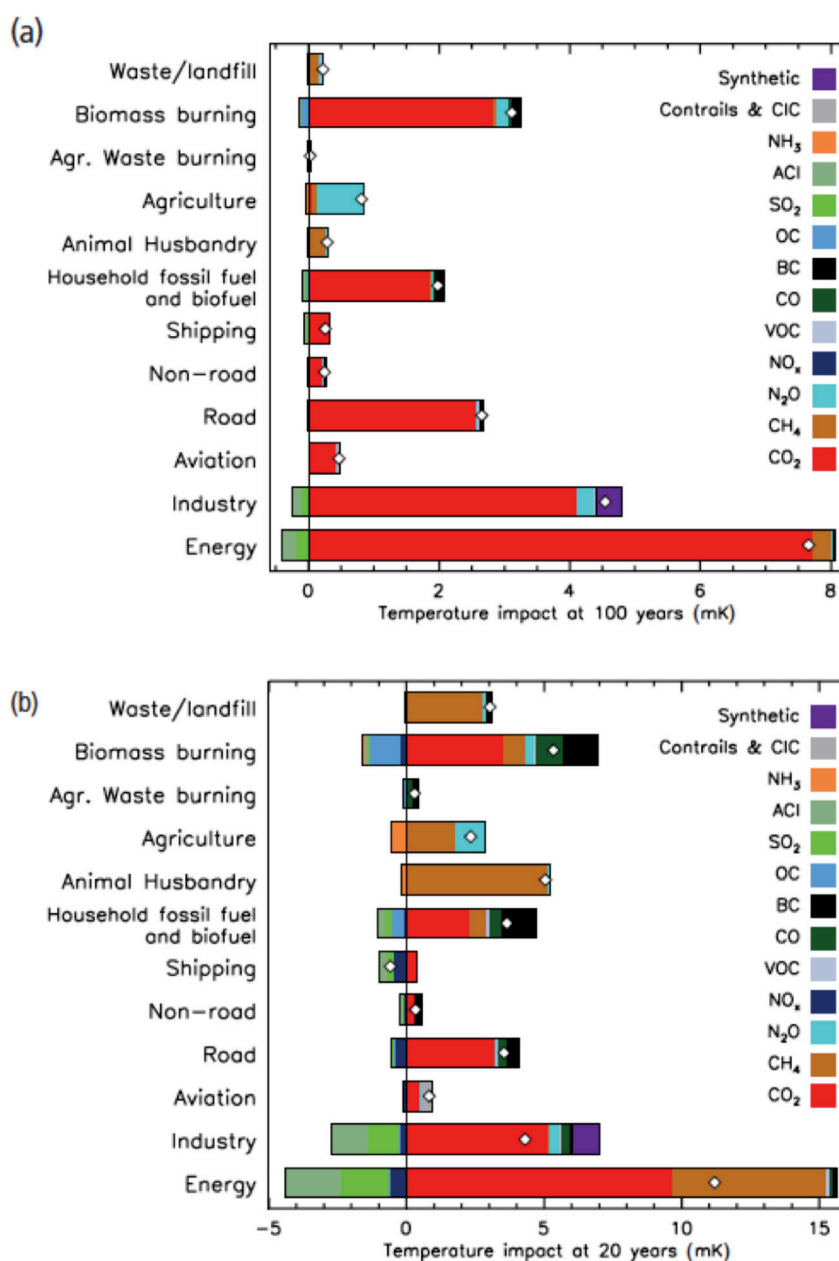 (a)
Waste/landfill
Biomass burning
Agr. Waste burning
Agriculture
Animal Husbandry
Household fossil fuel
and biofuel
Shipping
Non-road
Road
Aviation
Industry
Energy
Synthetic
Contrails & CIC
NH₃
ACI
SO₂
OC
BC
CO
VOC
NOₓ
N₂O
CH₄
CO₂
0 2 4 6 8
Temperature impact at 100 years (mK)
(b)
Waste/landfill
Biomass burning
Agr. Waste burning
Agriculture
Animal Husbandry
Household fossil fuel
and biofuel
Shipping
Non-road
Road
Aviation
Industry
Energy
Synthetic
Contrails & CIC
NH₃
ACI
SO₂
OC
BC
CO
VOC
NOₓ
N₂O
CH₄
CO₂
-5 0 5 10 15
Temperature impact at 20 years (mK)